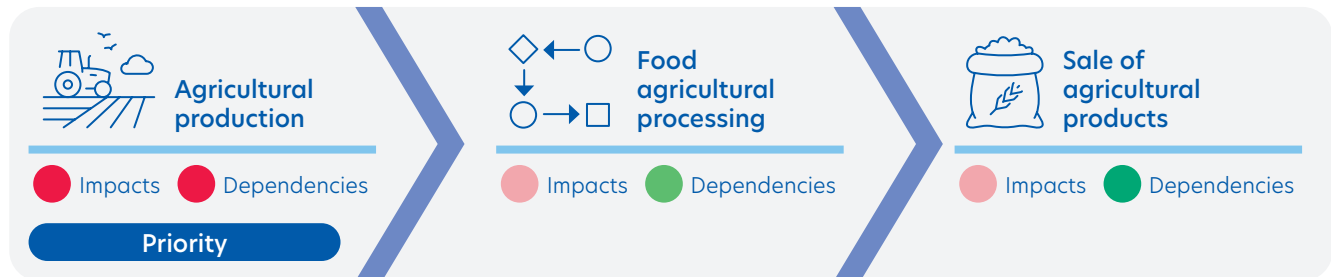 Agricultural
production
Impacts
Dependencies
Priority
Food
agricultural
processing
Impacts
Dependencies
Sale of
agricultural
products
Impacts
Dependencies